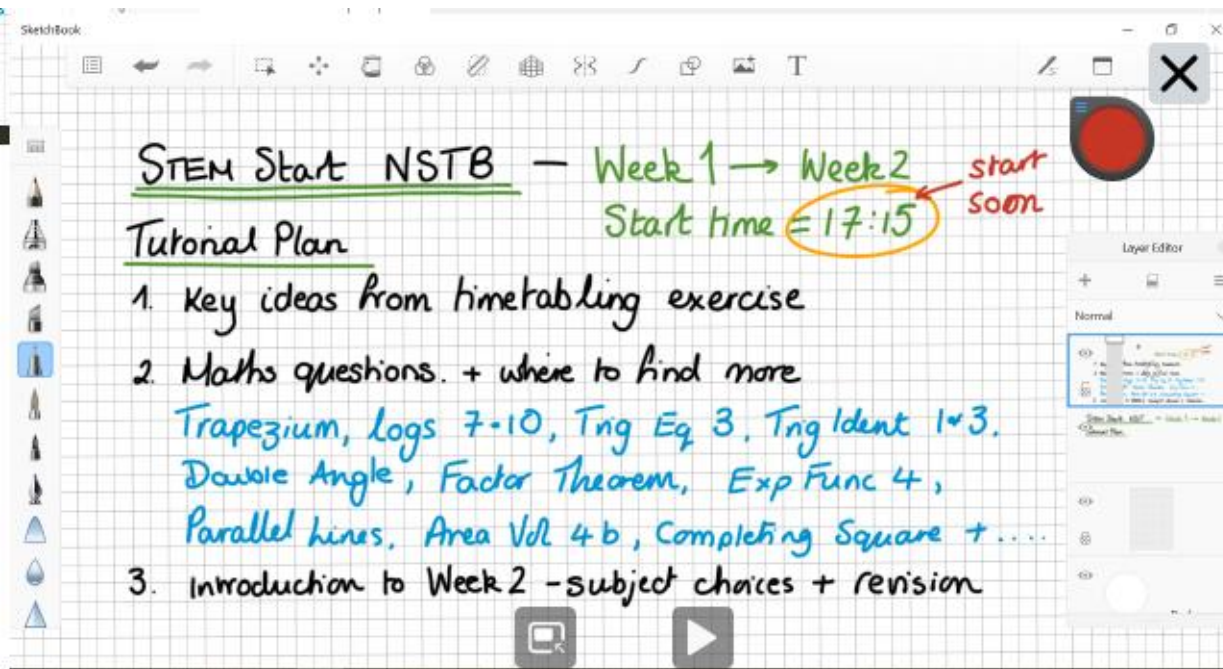 SketchBook
T
STEM Start NSTB — Week 1 → Week 2
start soon
Start time = 17:15
Tutorial Plan
1. Key ideas from timetabling exercise
2. Maths questions. + where to find more
Trapezium, logs 7-10, Trig Eq 3, Trig Ident 1+3.
Double Angle, Factor Theorem, Exp Func 4,
Parallel Lines, Area Vol 4b, Completing Square + ....
3. Introduction to Week 2 - subject choices + revision
Layer Editor
Normal